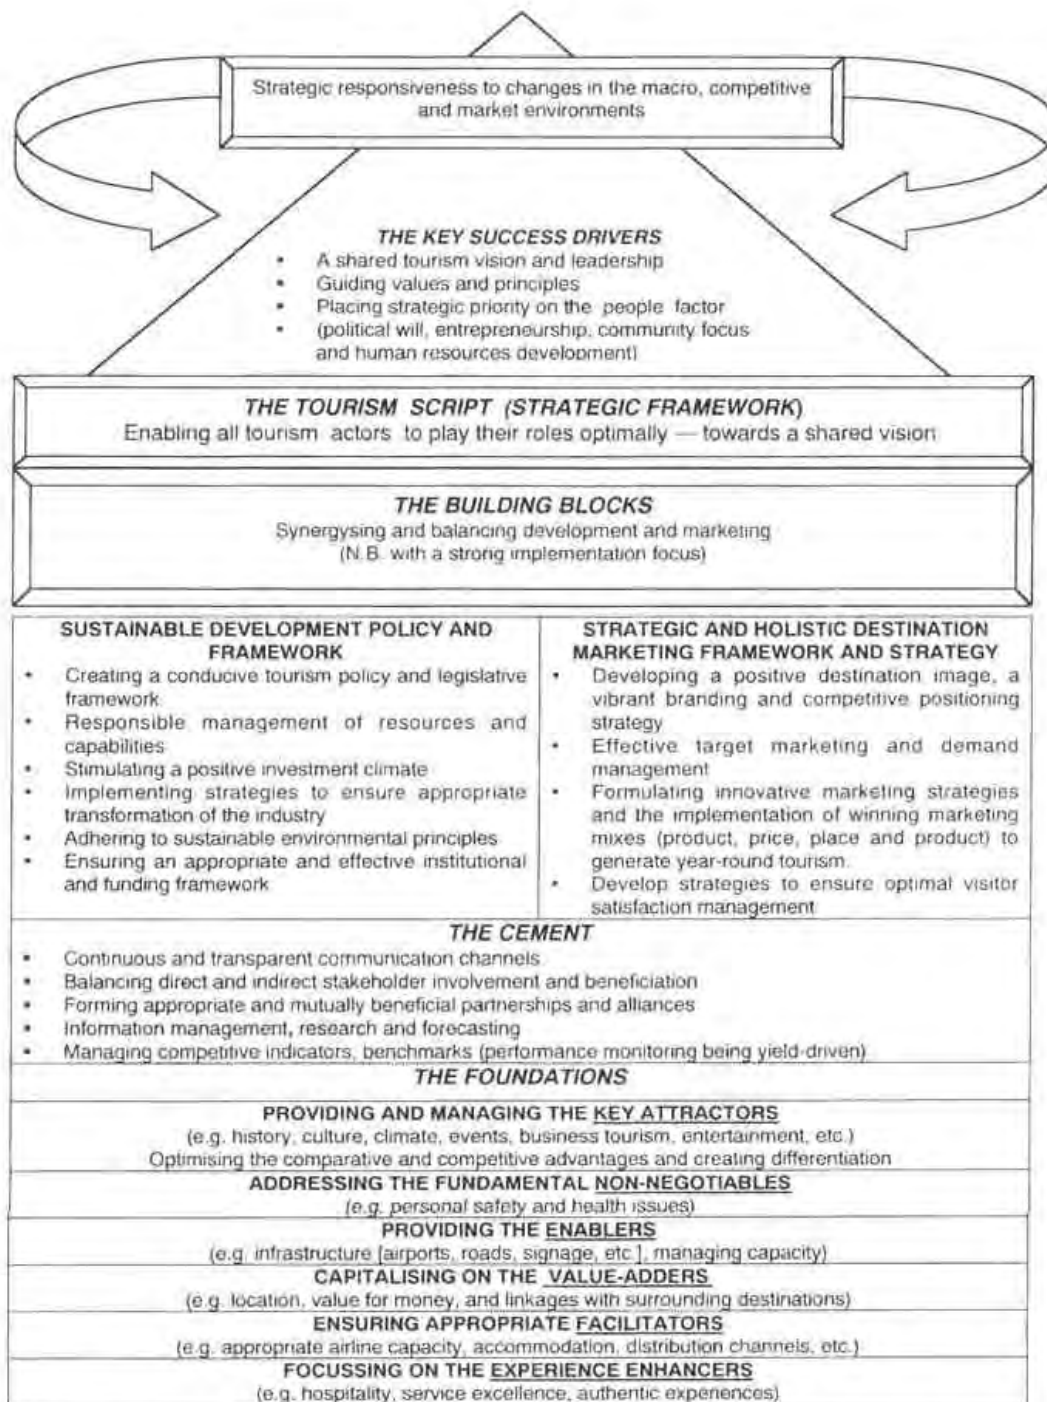 Strategic responsiveness to changes in the macro, competitive
and market environments
THE KEY SUCCESS DRIVERS
• A shared tourism vision and leadership
• Guiding values and principles
• Placing strategic priority on the people factor
• (political will, entrepreneurship, community focus
and human resources development)
THE TOURISM SCRIPT (STRATEGIC FRAMEWORK)
Enabling all tourism actors to play their roles optimally — towards a shared vision
THE BUILDING BLOCKS
Synergysing and balancing development and marketing
(N.B. with a strong implementation focus)
SUSTAINABLE DEVELOPMENT POLICY AND
FRAMEWORK
• Creating a conducive tourism policy and legislative
framework
• Responsible management of resources and
capabilities
• Stimulating a positive investment climate
• Implementing strategies to ensure appropriate
transformation of the industry
• Adhering to sustainable environmental principles
• Ensuring an appropriate and effective institutional
and funding framework
STRATEGIC AND HOLISTIC DESTINATION
MARKETING FRAMEWORK AND STRATEGY
• Developing a positive destination image, a
vibrant branding and competitive positioning
strategy
• Effective target marketing and demand
management
• Formulating innovative marketing strategies
and the implementation of winning marketing
mixes (product, price, place and product) to
generate year-round tourism.
• Develop strategies to ensure optimal visitor
satisfaction management
THE CEMENT
• Continuous and transparent communication channels
• Balancing direct and indirect stakeholder involvement and beneficiation
• Forming appropriate and mutually beneficial partnerships and alliances
• Information management, research and forecasting
• Managing competitive indicators, benchmarks (performance monitoring being yield-driven)
THE FOUNDATIONS
PROVIDING AND MANAGING THE KEY ATTRACTORS
(e.g. history, culture, climate, events, business tourism, entertainment, etc.)
Optimising the comparative and competitive advantages and creating differentiation
ADDRESSING THE FUNDAMENTAL NON-NEGOTIABLES
(e.g. personal safety and health issues)
PROVIDING THE ENABLERS
(e.g. infrastructure [airports, roads, signage, etc.], managing capacity)
CAPITALISING ON THE VALUE-ADDERS
(e.g. location, value for money, and linkages with surrounding destinations)
ENSURING APPROPRIATE FACILITATORS
(e.g. appropriate airline capacity, accommodation, distribution channels, etc.)
FOCUSSING ON THE EXPERIENCE ENHANCERS
(e.g. hospitality, service excellence, authentic experiences)